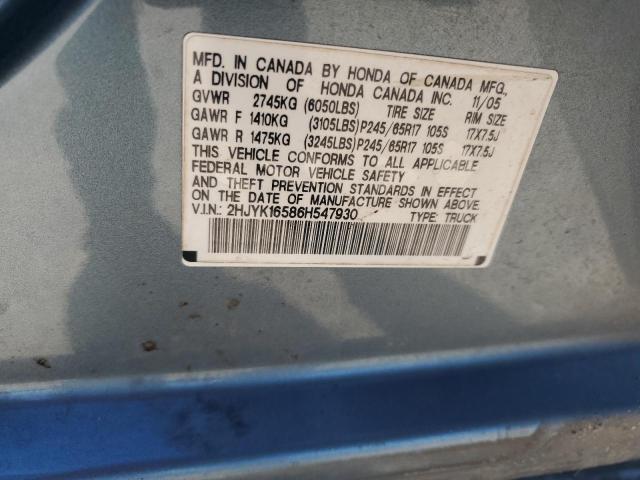 MFD. IN CANADA BY HONDA OF CANADA MFG.,
A DIVISION OF HONDA CANADA INC. 11/05
GVWR 2745KG (6050LBS) TIRE SIZE RIM SIZE
GAWR F 1410KG (3105LBS) P245/65R17 105S 17X7.5J
GAWR R 1475KG (3245LBS) P245/65R17 105S 17X7.5J
THIS VEHICLE CONFORMS TO ALL APPLICABLE
FEDERAL MOTOR VEHICLE SAFETY
AND THEFT PREVENTION STANDARDS IN EFFECT
ON THE DATE OF MANUFACTURE SHOWN ABOVE.
V.I.N.: 2HJYK16586H547930 TYPE: TRUCK